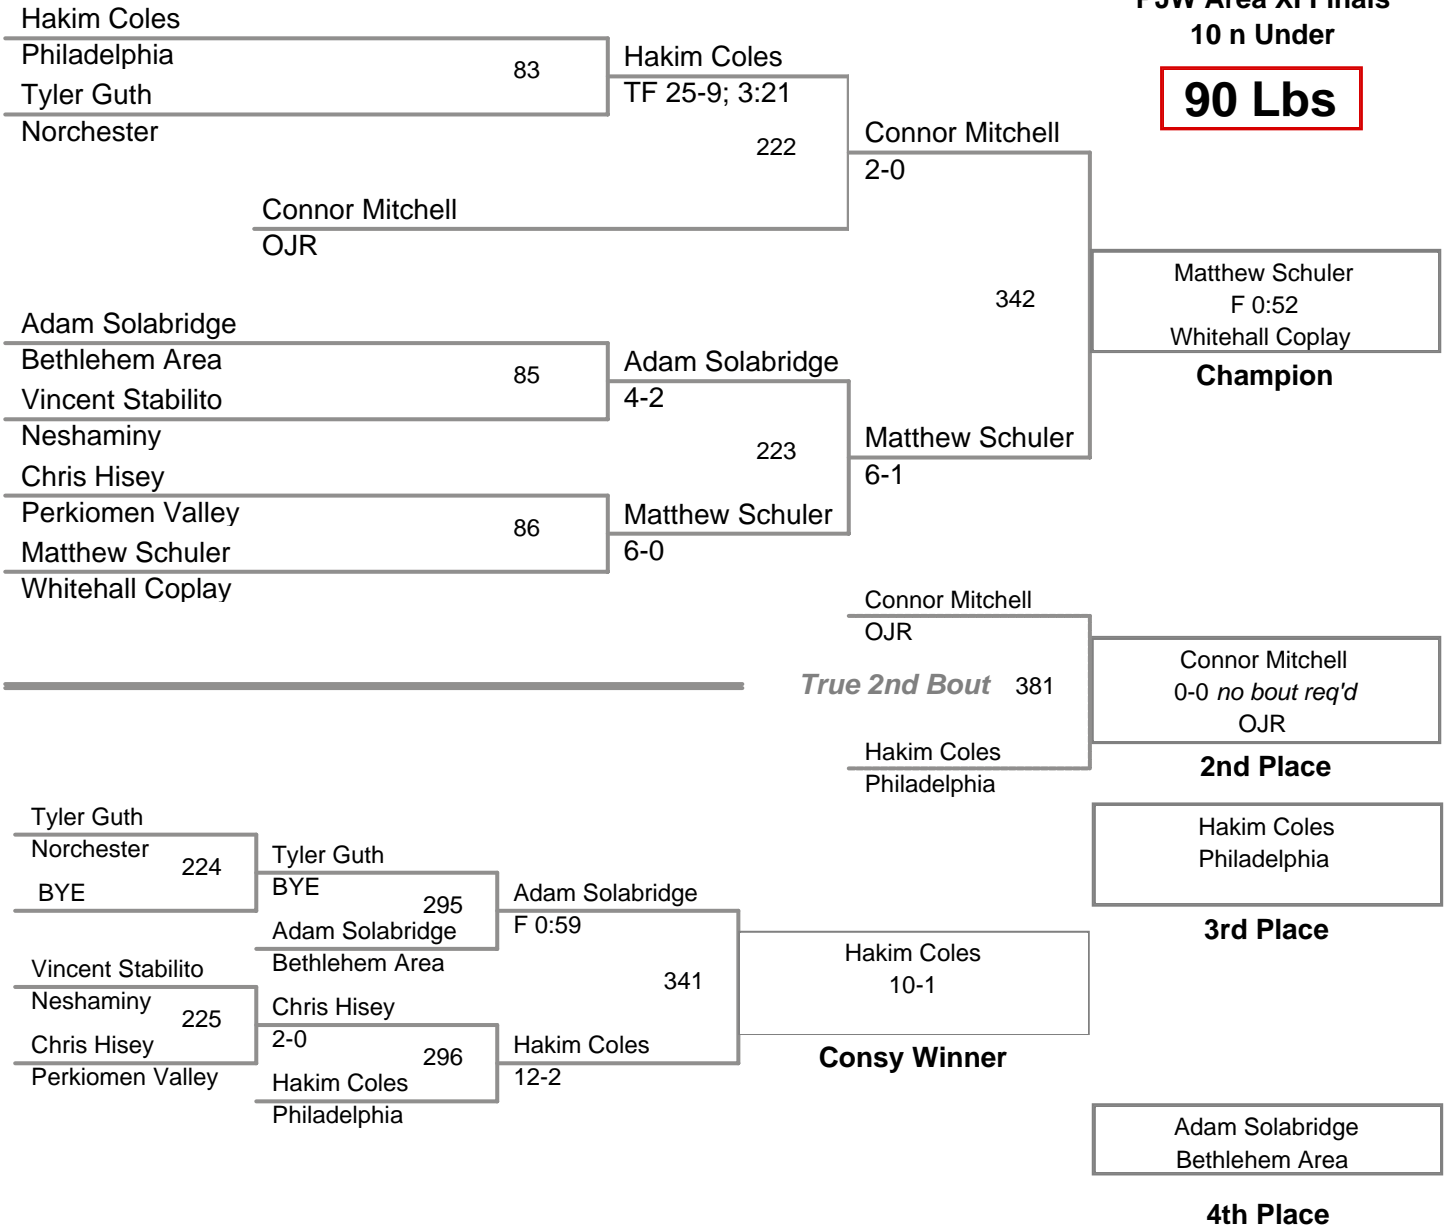 PJW Area XI Finals
10 n Under
90 Lbs
Hakim Coles
Philadelphia
83
Tyler Guth
Norchester
Hakim Coles
TF 25-9; 3:21
222
Connor Mitchell
OJR
Connor Mitchell
2-0
342
Matthew Schuler
F 0:52
Whitehall Coplay
Champion
Adam Solabridge
Bethlehem Area
85
Vincent Stabilito
Neshaminy
Adam Solabridge
4-2
223
Chris Hisey
Perkiomen Valley
86
Matthew Schuler
Whitehall Coplay
Matthew Schuler
6-0
Matthew Schuler
6-1
Connor Mitchell
OJR
True 2nd Bout 381
Hakim Coles
Philadelphia
Connor Mitchell
0-0 no bout req'd
OJR
2nd Place
Tyler Guth
Norchester
224
BYE
Tyler Guth
BYE
295
Adam Solabridge
Bethlehem Area
Adam Solabridge
F 0:59
341
Vincent Stabilito
Neshaminy
225
Chris Hisey
Perkiomen Valley
Chris Hisey
2-0
296
Hakim Coles
Philadelphia
Hakim Coles
12-2
Hakim Coles
10-1
Consy Winner
Hakim Coles
Philadelphia
3rd Place
Adam Solabridge
Bethlehem Area
4th Place